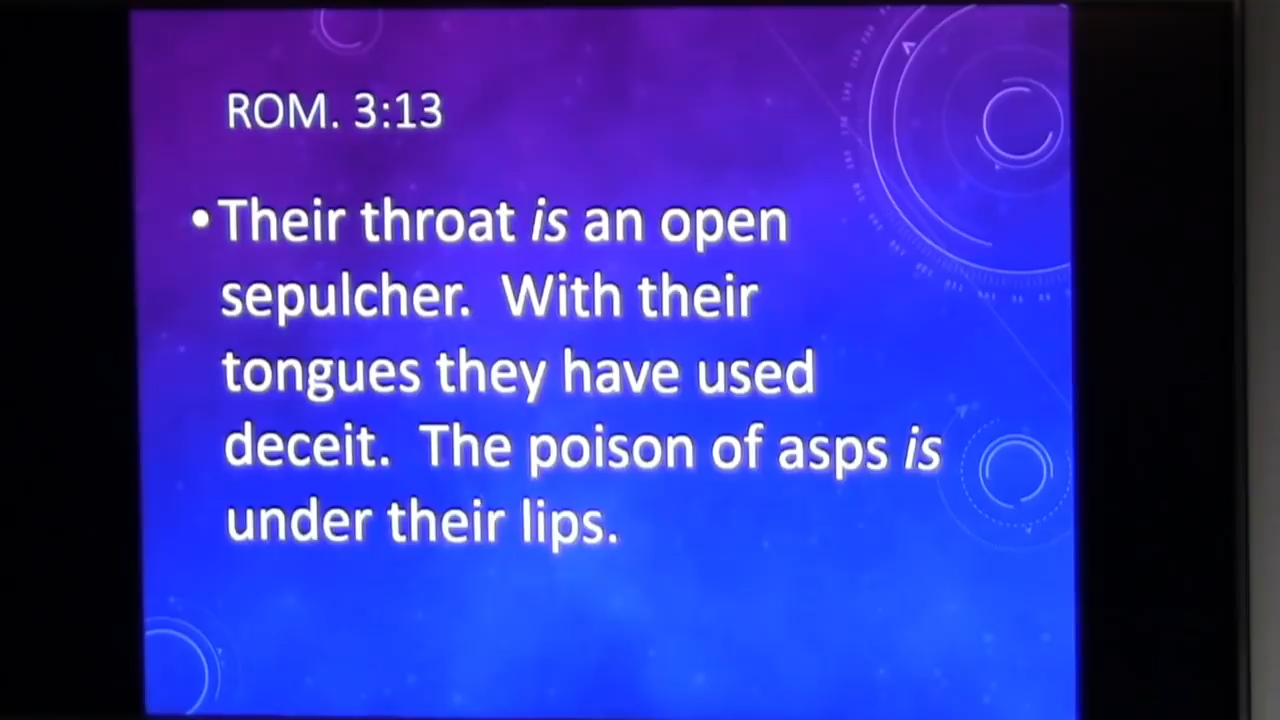 ROM. 3:13
• Their throat is an open
sepulcher. With their
tongues they have used
deceit. The poison of asps is
under their lips.